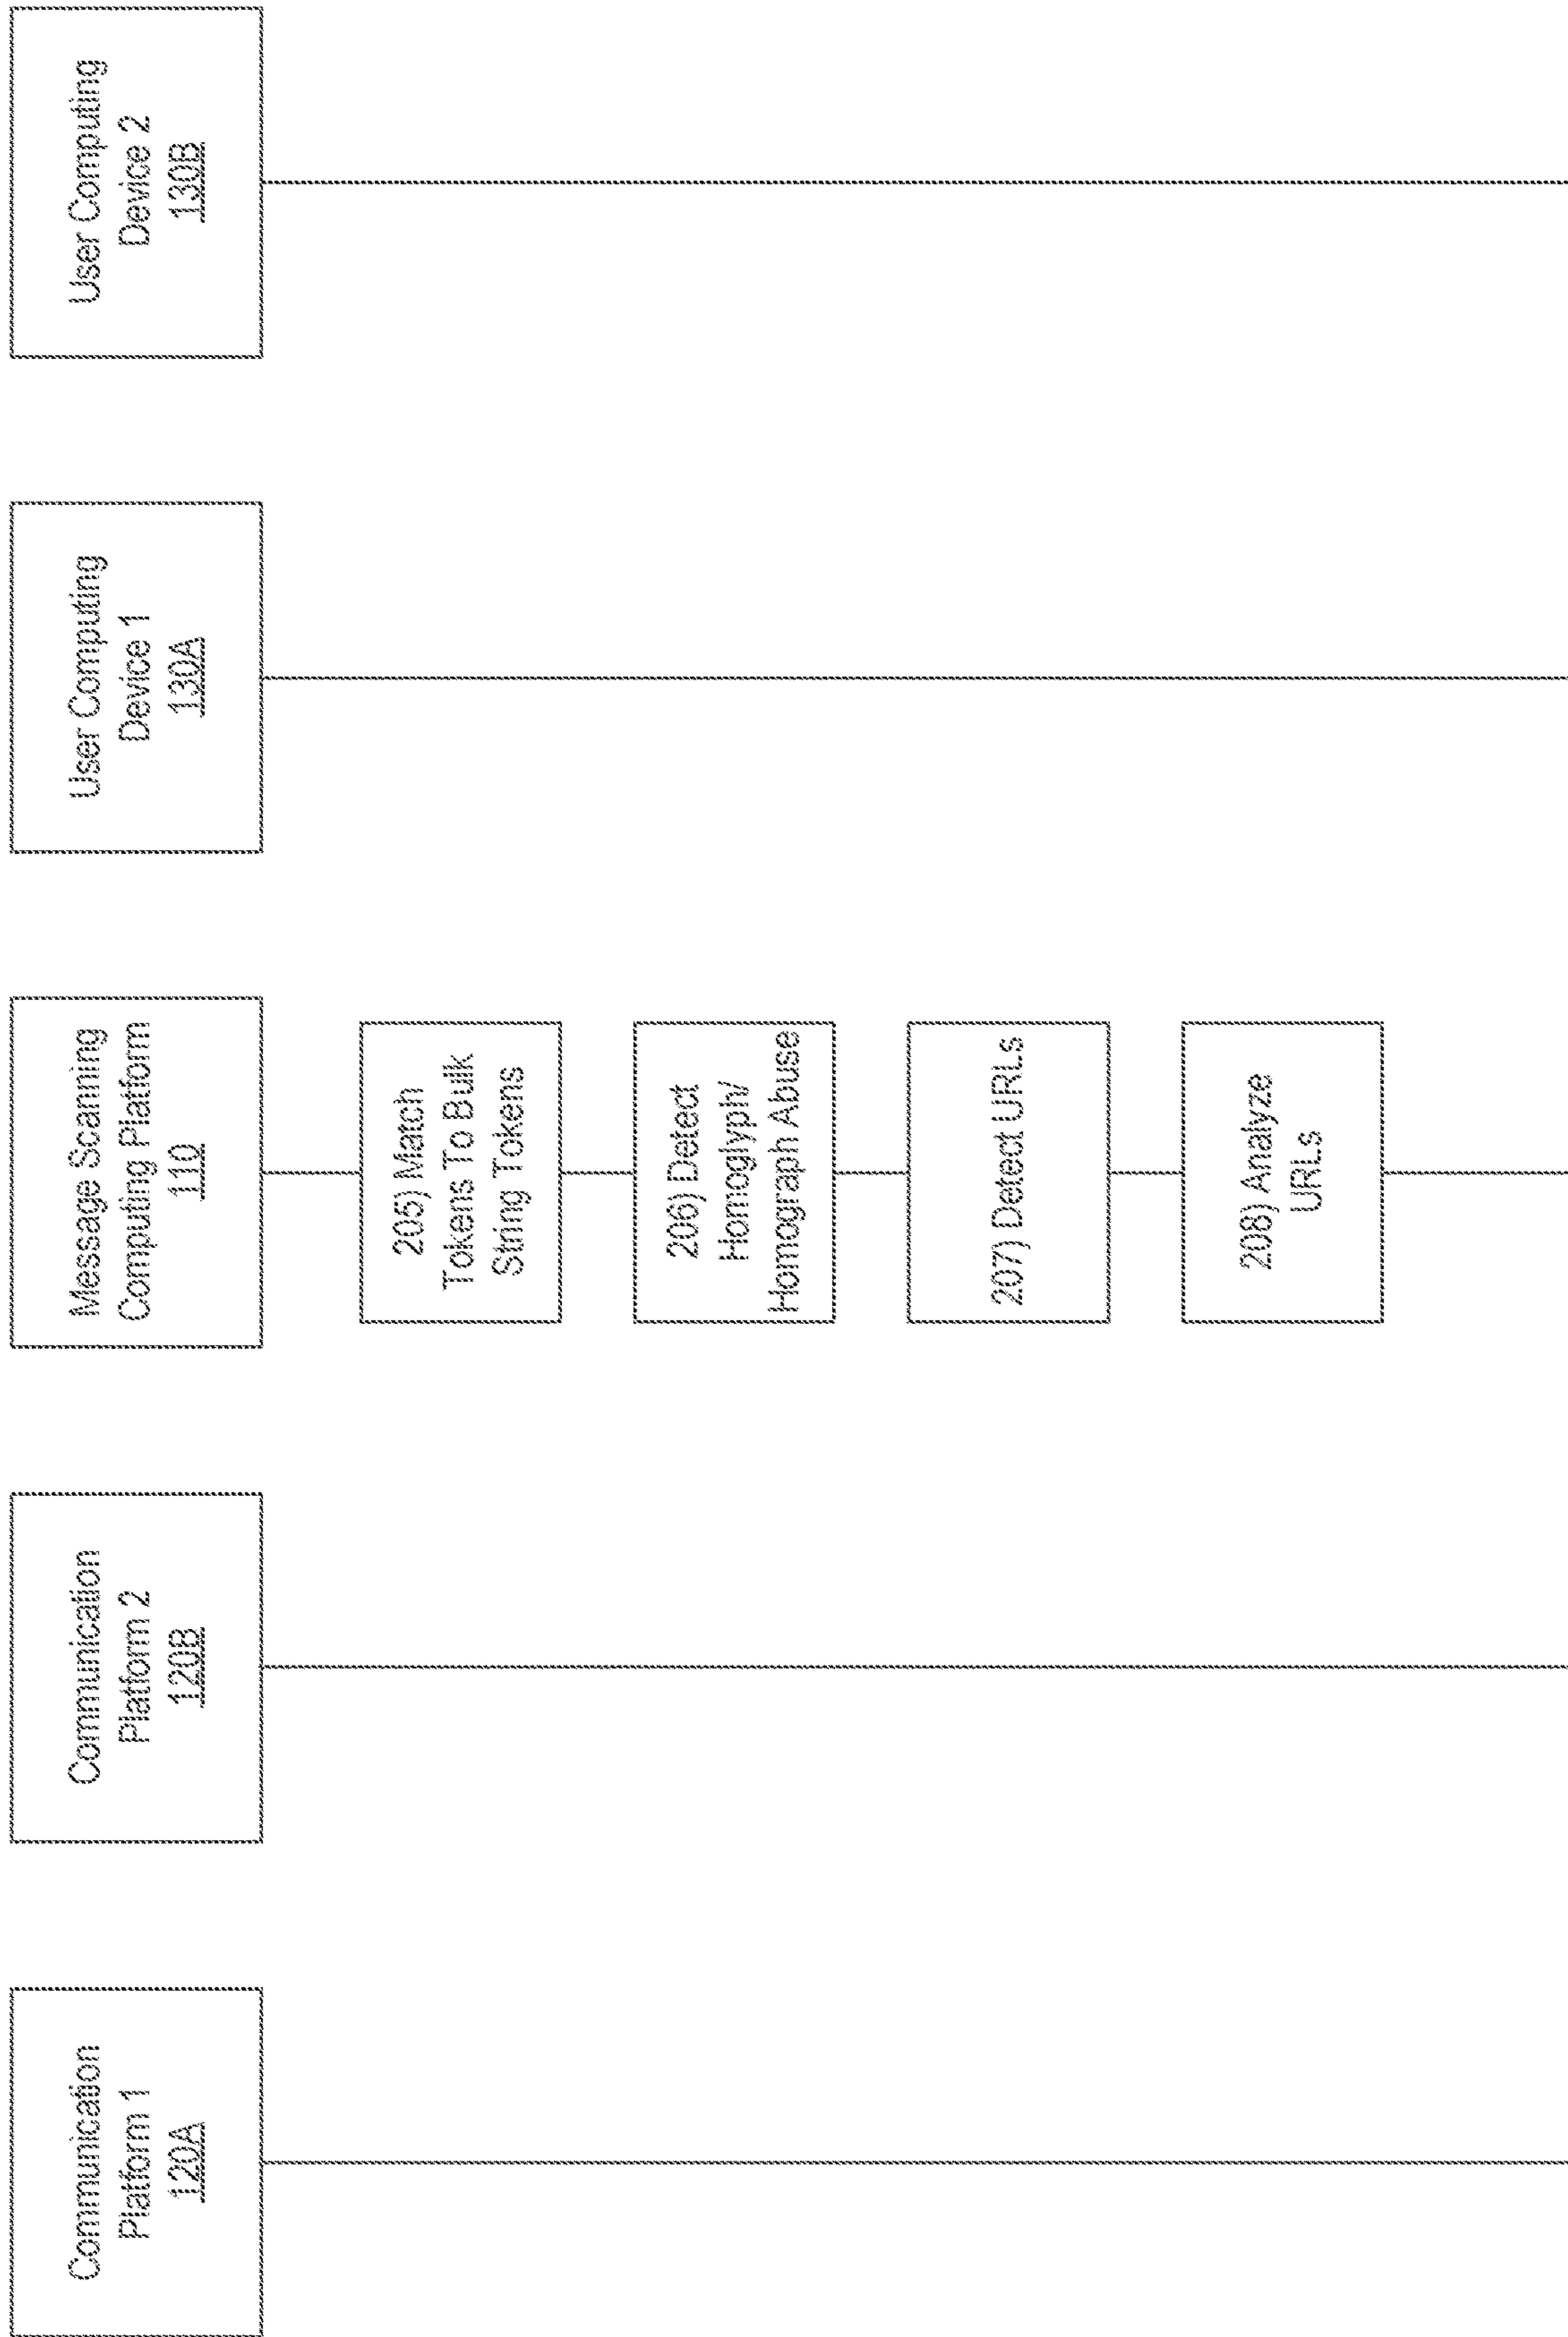 Communication
Platform 1
120A
Communication
Platform 2
120B
Message Scanning
Computing Platform
110
User Computing
Device 1
130A
User Computing
Device 2
130B
205) Match
Tokens To Bulk
String Tokens
206) Detect
Homoglyph/
Homograph Abuse
207) Detect URLs
208) Analyze
URLs